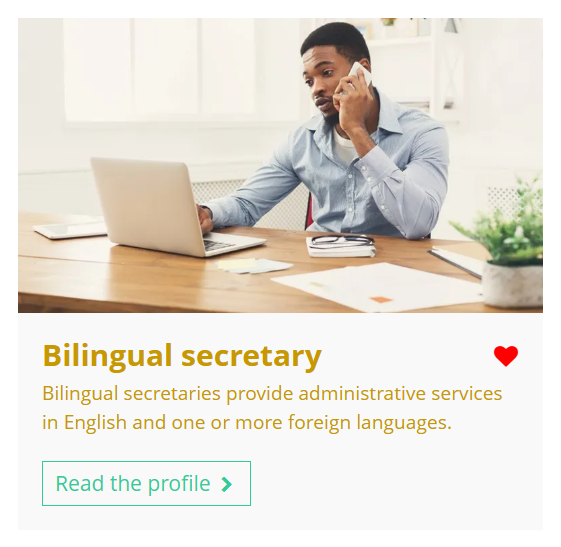 Bilingual secretary
Bilingual secretaries provide administrative services
in English and one or more foreign languages.
Read the profile